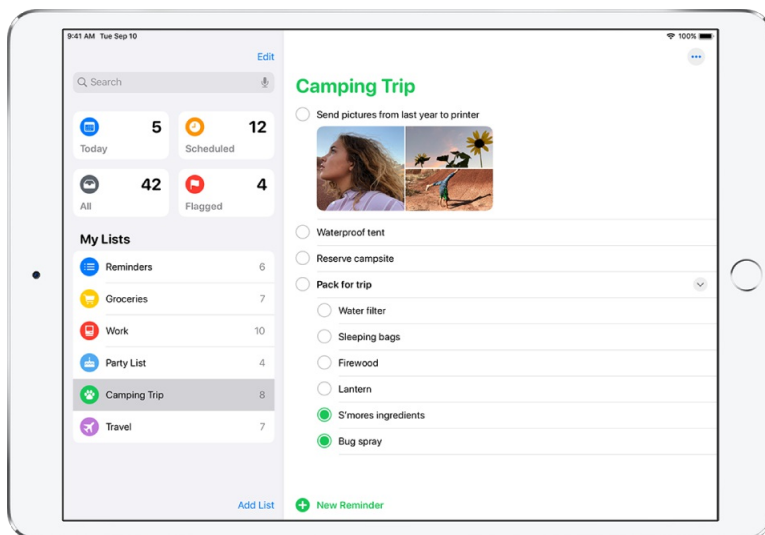 9:41 AM Tue Sep 10
100%
Edit
Search
5
Today
12
Scheduled
42
All
4
Flagged
My Lists
Reminders 6
Groceries 7
Work 10
Party List 4
Camping Trip 8
Travel 7
Add List
Camping Trip
Send pictures from last year to printer
Waterproof tent
Reserve campsite
Pack for trip
Water filter
Sleeping bags
Firewood
Lantern
S’mores ingredients
Bug spray
New Reminder